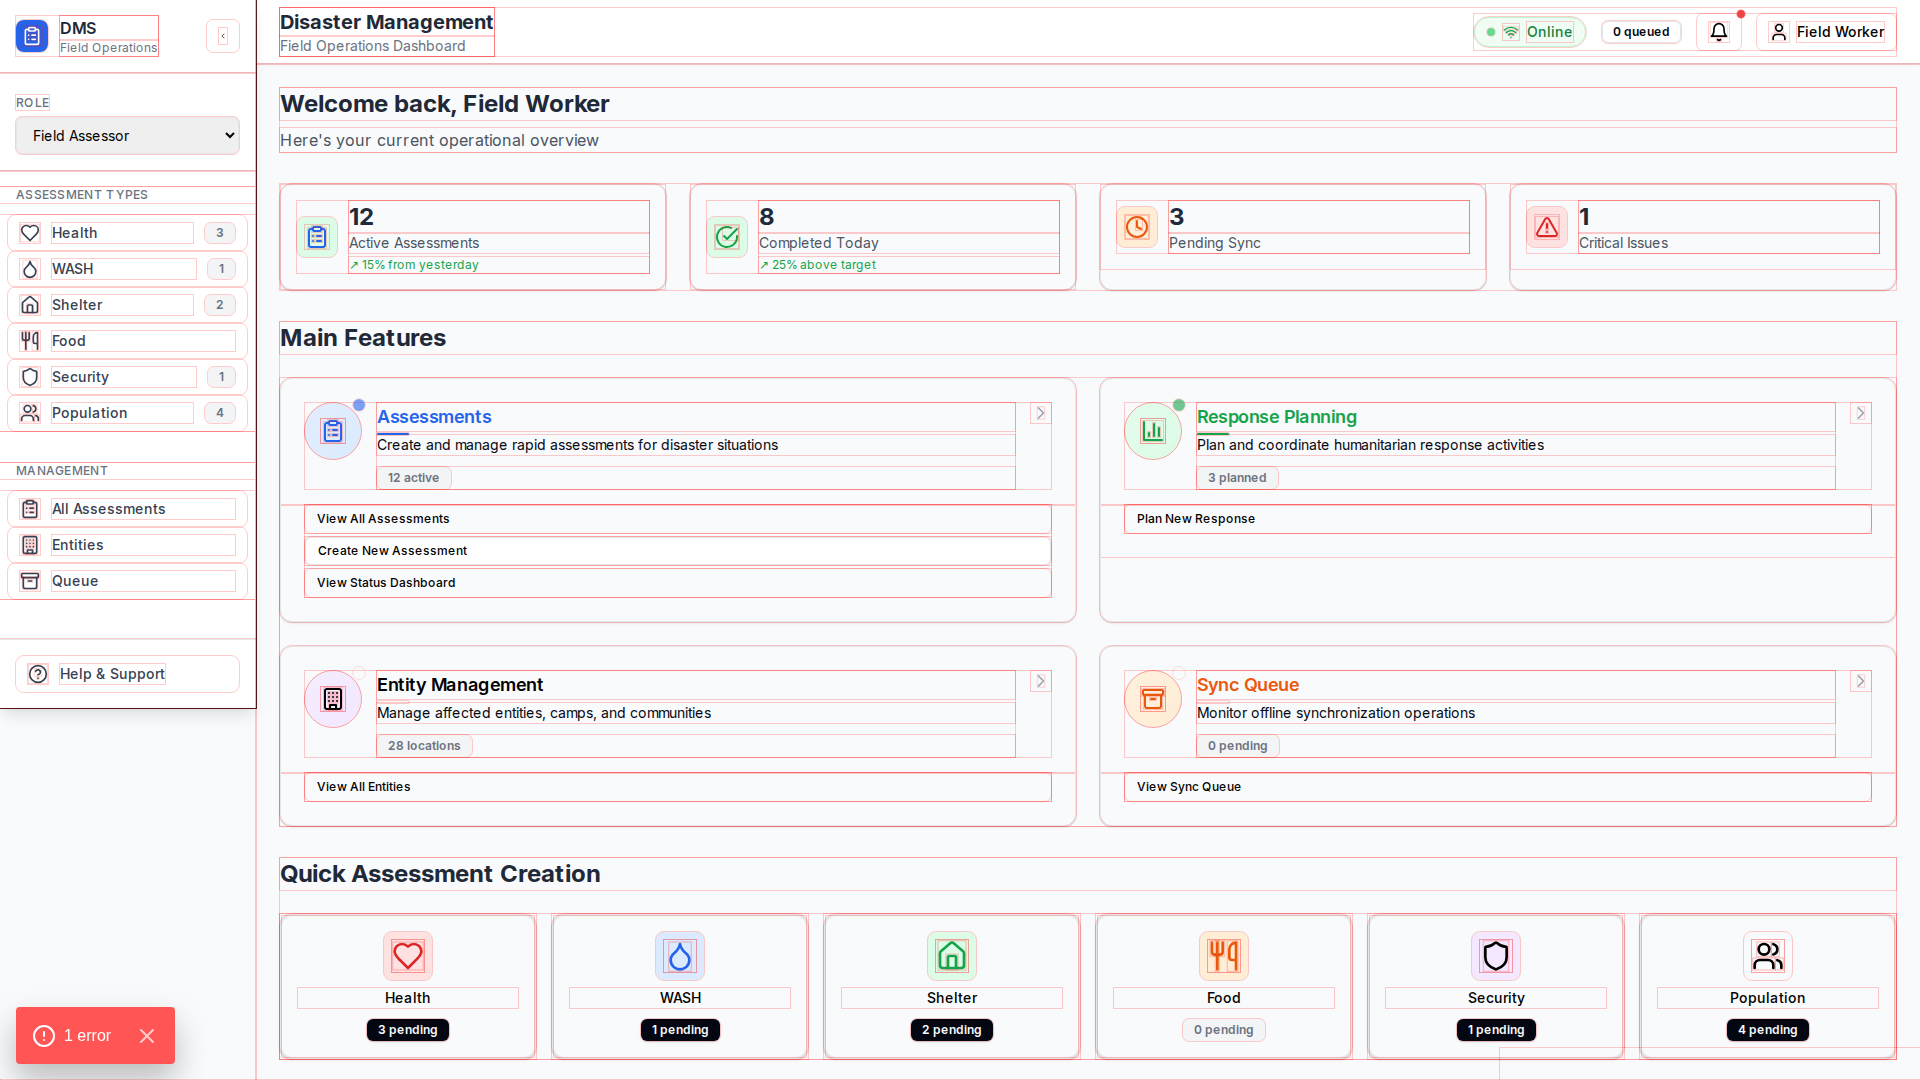 DMS
Field Operations
ROLE
Field Assessor
ASSESSMENT TYPES
Health 3
WASH 1
Shelter 2
Food
Security 1
Population 4
MANAGEMENT
All Assessments
Entities
Queue
Help & Support
1 error
Disaster Management
Field Operations Dashboard
Online
0 queued
Field Worker
Welcome back, Field Worker
Here's your current operational overview
12
Active Assessments
↗ 15% from yesterday
8
Completed Today
↗ 25% above target
3
Pending Sync
1
Critical Issues
Main Features
Assessments
Create and manage rapid assessments for disaster situations
12 active
View All Assessments
Create New Assessment
View Status Dashboard
Response Planning
Plan and coordinate humanitarian response activities
3 planned
Plan New Response
Entity Management
Manage affected entities, camps, and communities
28 locations
View All Entities
Sync Queue
Monitor offline synchronization operations
0 pending
View Sync Queue
Quick Assessment Creation
Health
3 pending
WASH
1 pending
Shelter
2 pending
Food
0 pending
Security
1 pending
Population
4 pending